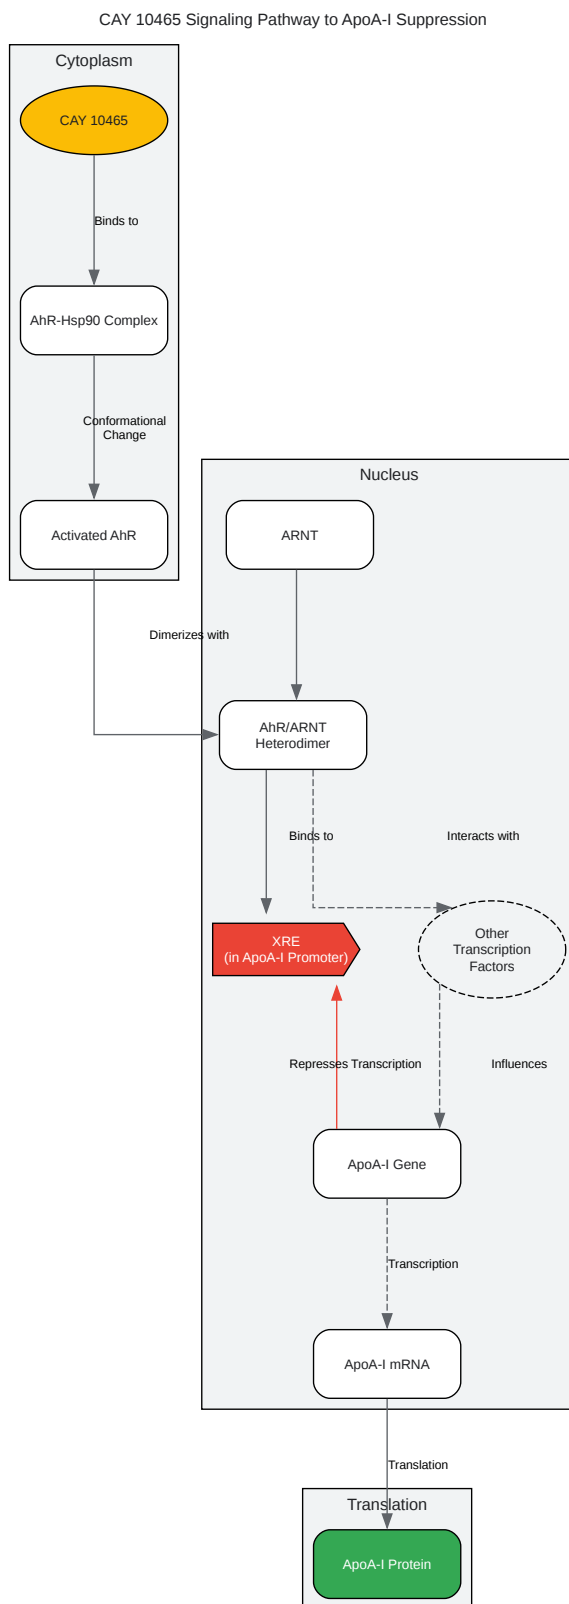 CAY 10465 Signaling Pathway to ApoA-I Suppression
Cytoplasm
CAY 10465
Binds to
AhR-Hsp90 Complex
Conformational
Change
Activated AhR
Nucleus
ARNT
Dimerizes with
AhR/ARNT
Heterodimer
Binds to
Interacts with
XRE
(in ApoA-I Promoter)
Other
Transcription
Factors
Represses Transcription
Influences
ApoA-I Gene
Transcription
ApoA-I mRNA
Translation
Translation
ApoA-I Protein